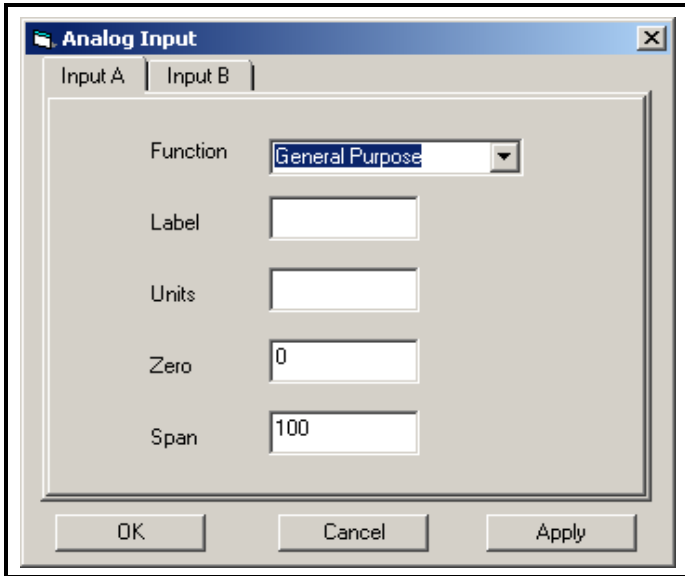 Analog Input
Input A Input B
Function General Purpose
Label
Units
Zero 0
Span 100
OK Cancel Apply